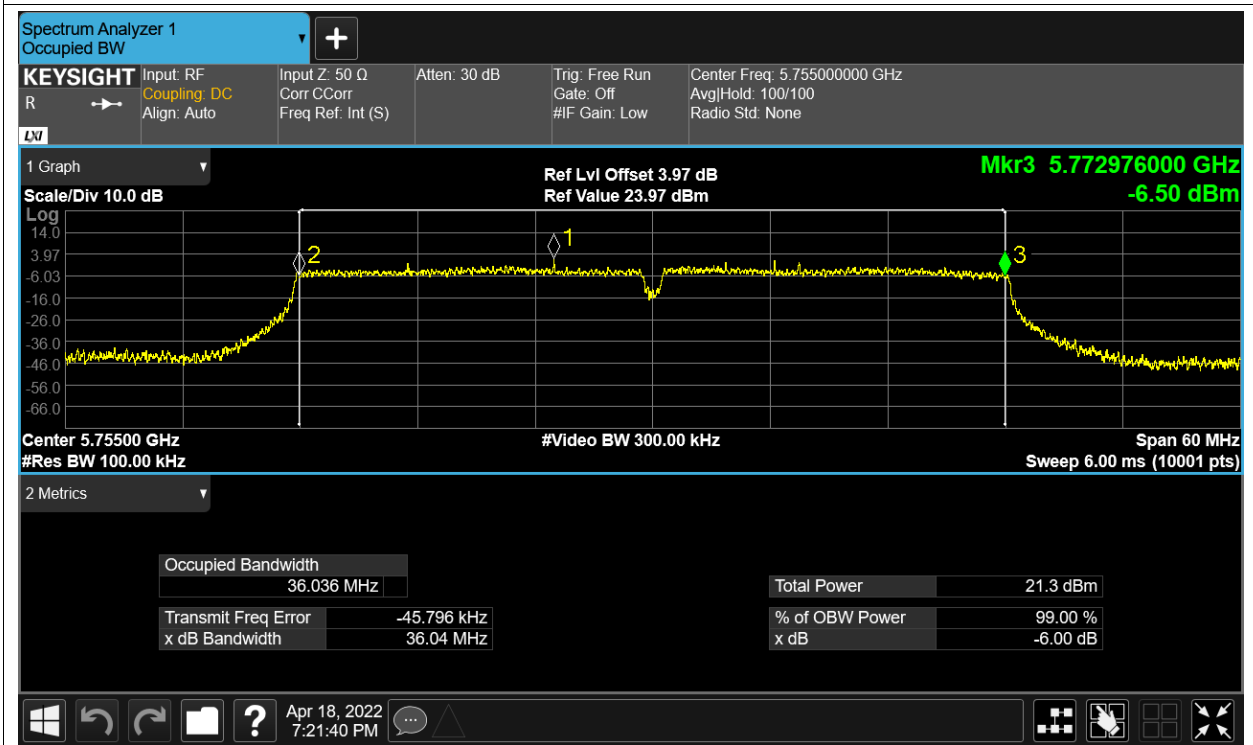 Spectrum Analyzer 1
Occupied BW
KEYSIGHT
R
LXI
Input: RF
Coupling: DC
Align: Auto
Input Z: 50 Ω
Corr CCorr
Freq Ref: Int (S)
Atten: 30 dB
Trig: Free Run
Gate: Off
#IF Gain: Low
Center Freq: 5.755000000 GHz
Avg|Hold: 100/100
Radio Std: None
1 Graph
Scale/Div 10.0 dB
Ref Lvl Offset 3.97 dB
Ref Value 23.97 dBm
Mkr3 5.772976000 GHz
-6.50 dBm
Log
14.0
3.97
-6.03
-16.0
-26.0
-36.0
-46.0
-56.0
-66.0
2
1
3
Center 5.75500 GHz
#Video BW 300.00 kHz
Span 60 MHz
#Res BW 100.00 kHz
Sweep 6.00 ms (10001 pts)
2 Metrics
Occupied Bandwidth
36.036 MHz
Total Power 21.3 dBm
Transmit Freq Error -45.796 kHz
% of OBW Power 99.00 %
x dB Bandwidth 36.04 MHz
x dB -6.00 dB
?
Apr 18, 2022
7:21:40 PM